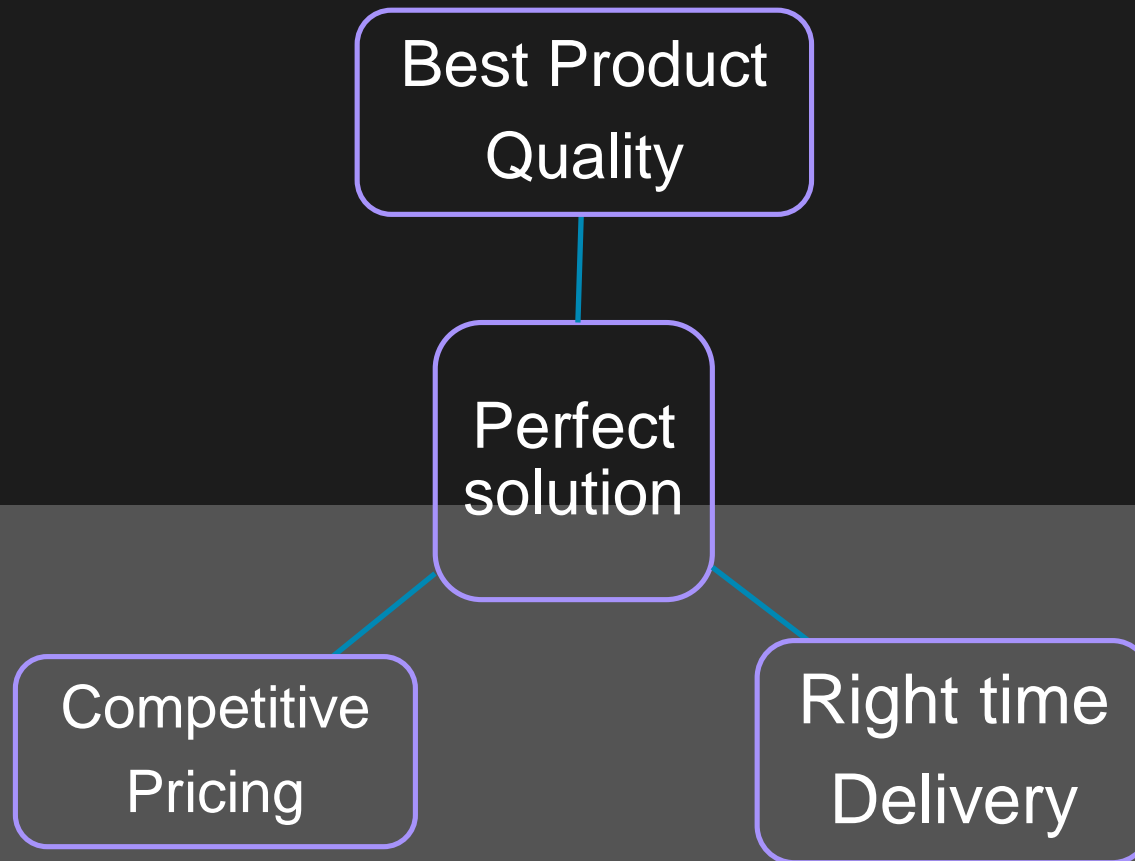 Best Product
Quality
Perfect
solution
Competitive
Pricing
Right time
Delivery